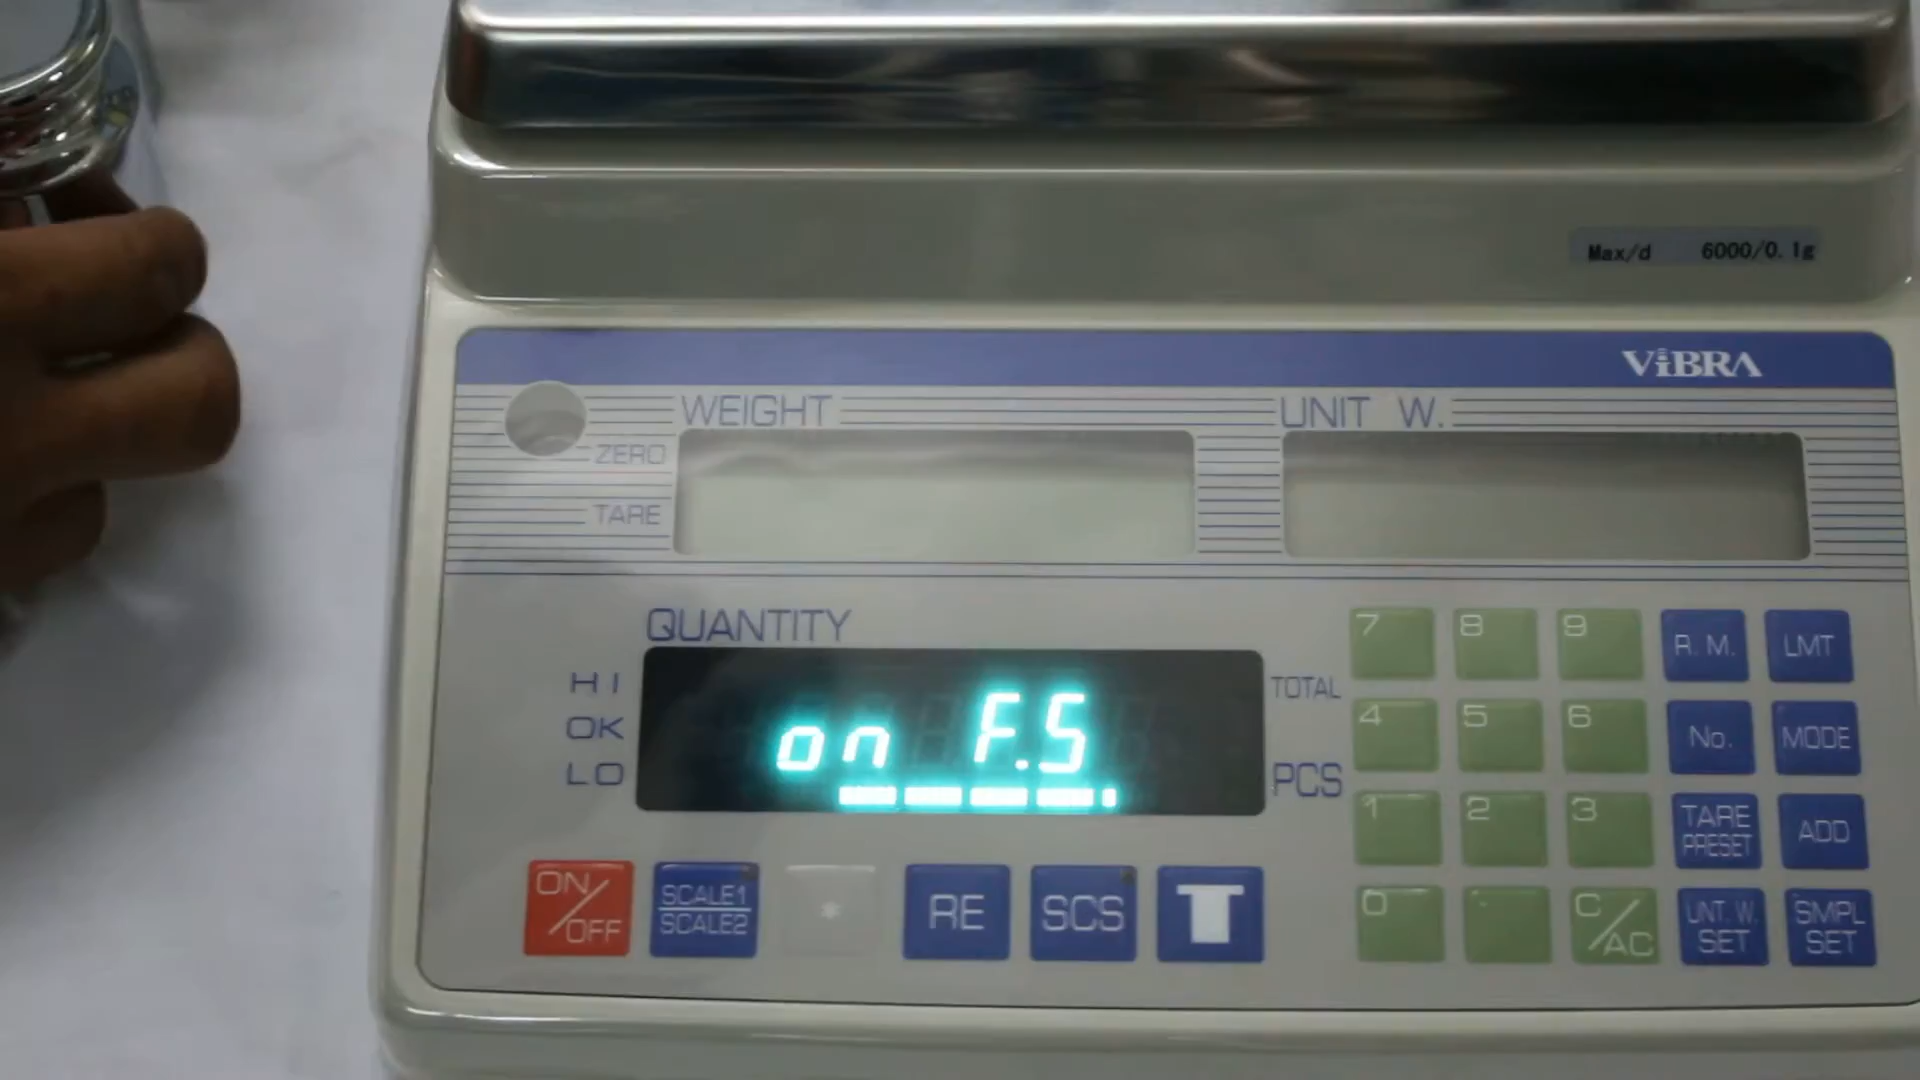 Max/d 6000/0.1g
ViBRA
WEIGHT
UNIT W.
ZERO
TARE
QUANTITY
HI
OK
LO
on F.S
TOTAL
PCS
7 8 9 R.M. LMT
4 5 6 No. MODE
1 2 3 TARE PRESET ADD
0 . C/AC UNT.W. SET SMPL SET
ON/OFF SCALE1 SCALE2 * RE SCS T